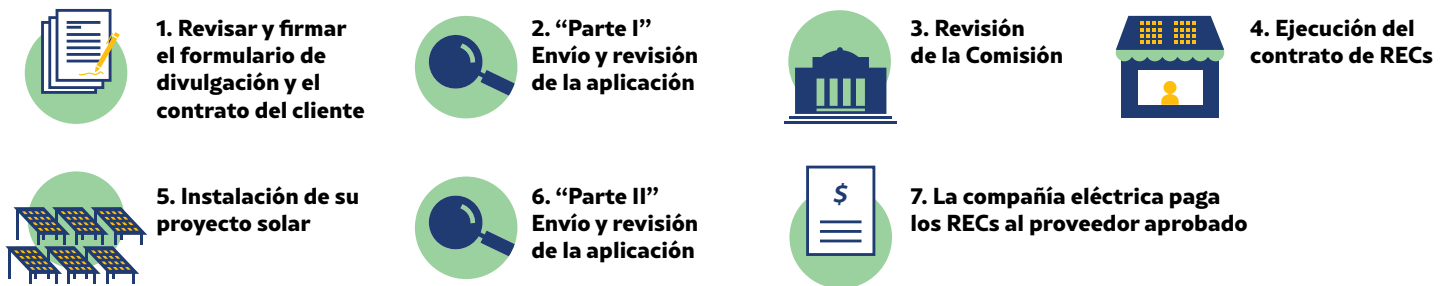 1. Revisar y firmar
el formulario de
divulgación y el
contrato del cliente
2. “Parte I”
Envío y revisión
de la aplicación
3. Revisión
de la Comisión
4. Ejecución del
contrato de RECs
5. Instalación de su
proyecto solar
6. “Parte II”
Envío y revisión
de la aplicación
$
7. La compañía eléctrica paga
los RECs al proveedor aprobado